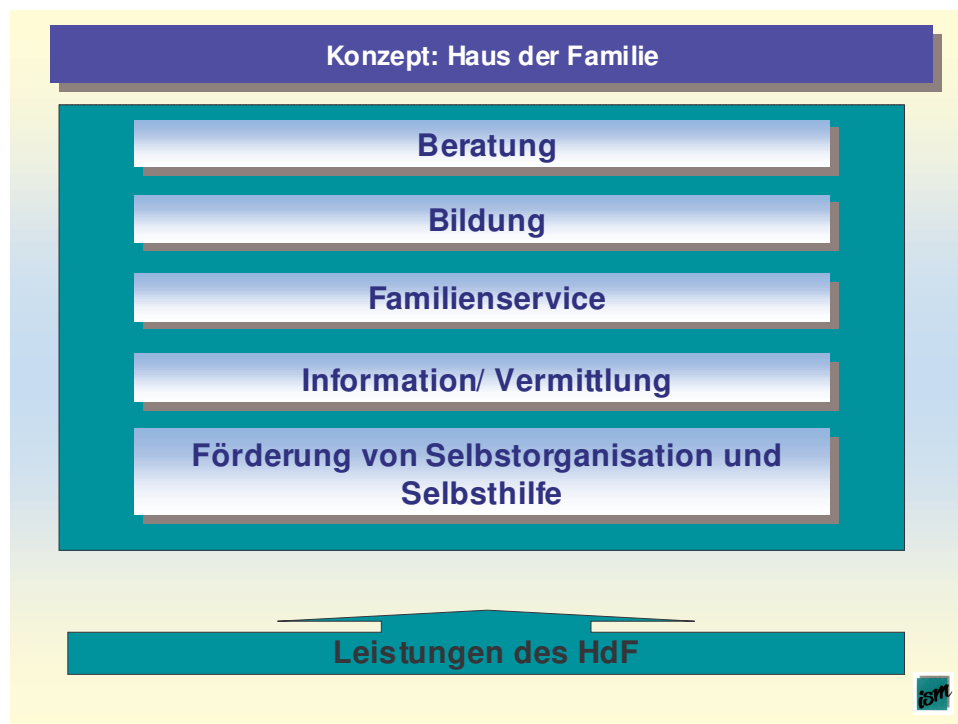 Konzept: Haus der Familie
Beratung
Bildung
Familienservice
Information/ Vermittlung
Förderung von Selbstorganisation und
Selbsthilfe
Leistungen des HdF
ism